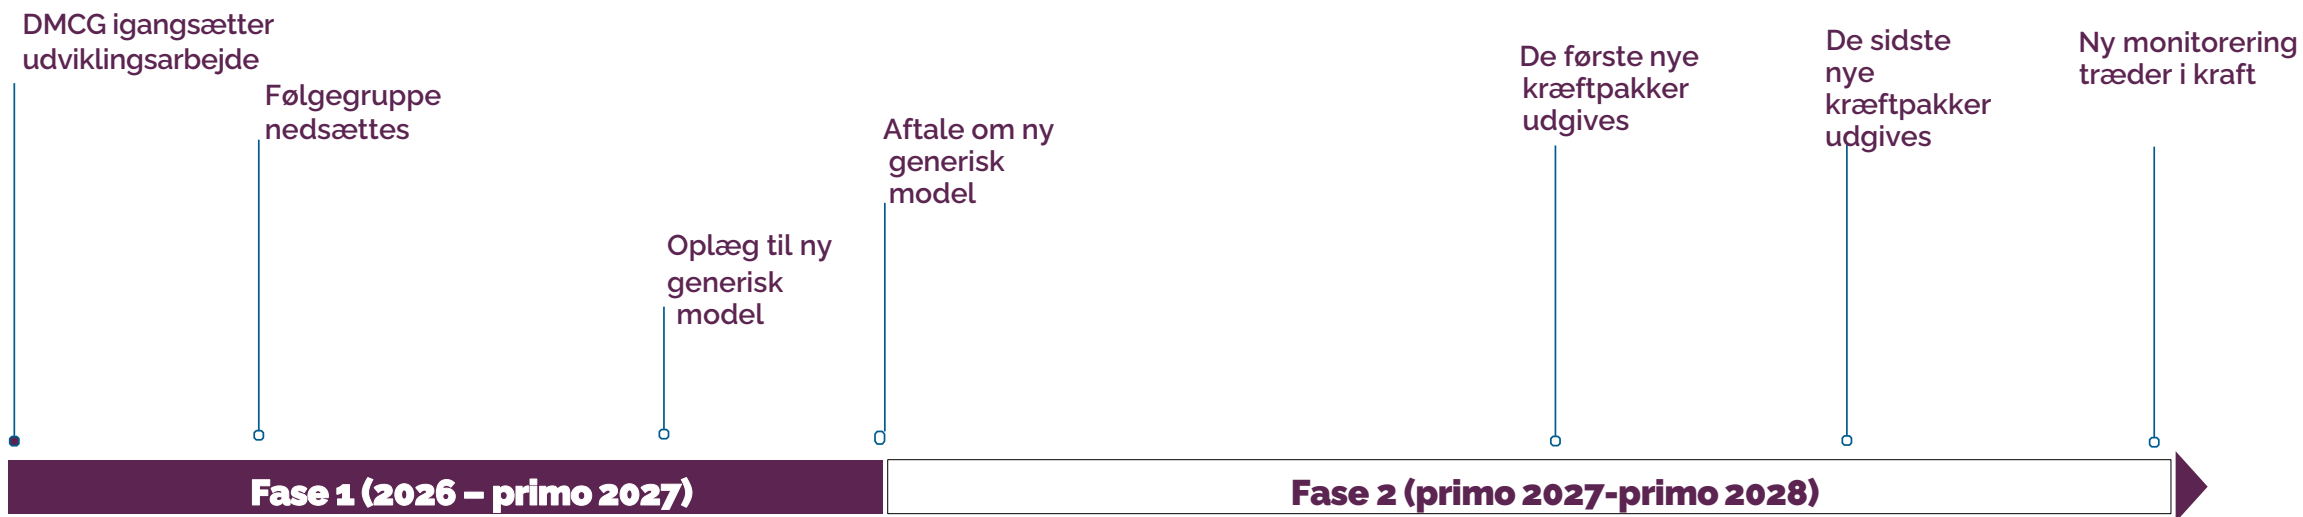 DMCG igangsætter
udviklingsarbejde
Følgegruppe
nedsættes
Oplæg til ny
generisk
model
Aftale om ny
generisk
model
De første nye
kræftpakker
udgives
De sidste
nye
kræftpakker
udgives
Ny monitorering
træder i kraft
Fase 1 (2026 – primo 2027)
Fase 2 (primo 2027-primo 2028)